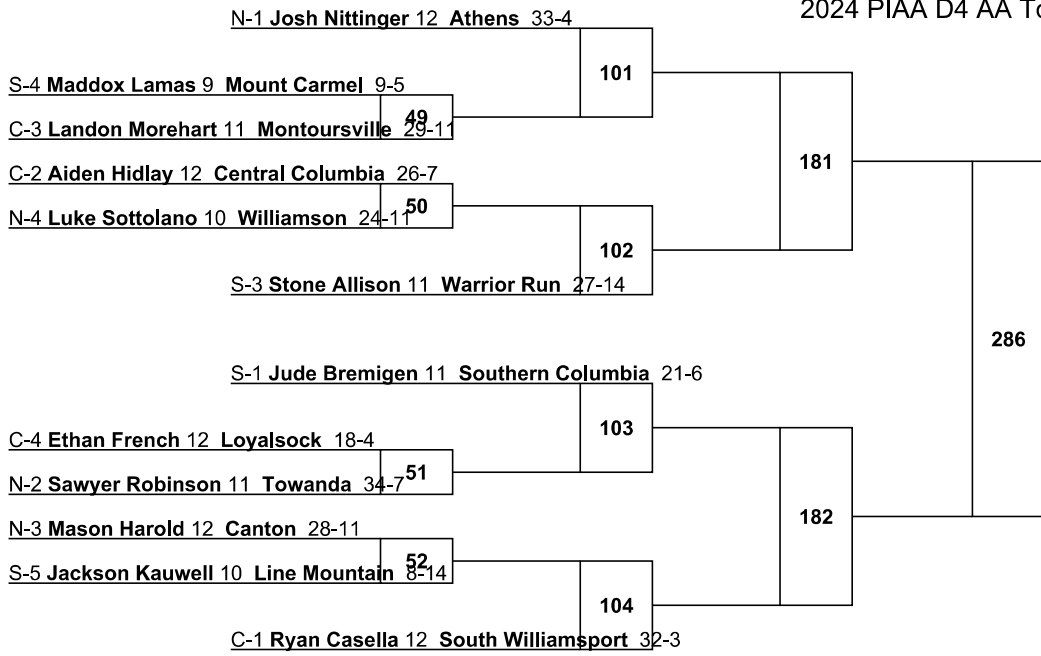 2024 PIAA D4 AA To
N-1 Josh Nittinger 12 Athens 33-4
101
S-4 Maddox Lamas 9 Mount Carmel 9-5
49
C-3 Landon Morehart 11 Montoursville 29-11
181
C-2 Aiden Hidlay 12 Central Columbia 26-7
50
N-4 Luke Sottolano 10 Williamson 24-11
102
S-3 Stone Allison 11 Warrior Run 27-14
286
S-1 Jude Bremigen 11 Southern Columbia 21-6
103
C-4 Ethan French 12 Loyalsock 18-4
51
N-2 Sawyer Robinson 11 Towanda 34-7
182
N-3 Mason Harold 12 Canton 28-11
52
S-5 Jackson Kauwell 10 Line Mountain 8-14
104
C-1 Ryan Casella 12 South Williamsport 32-3